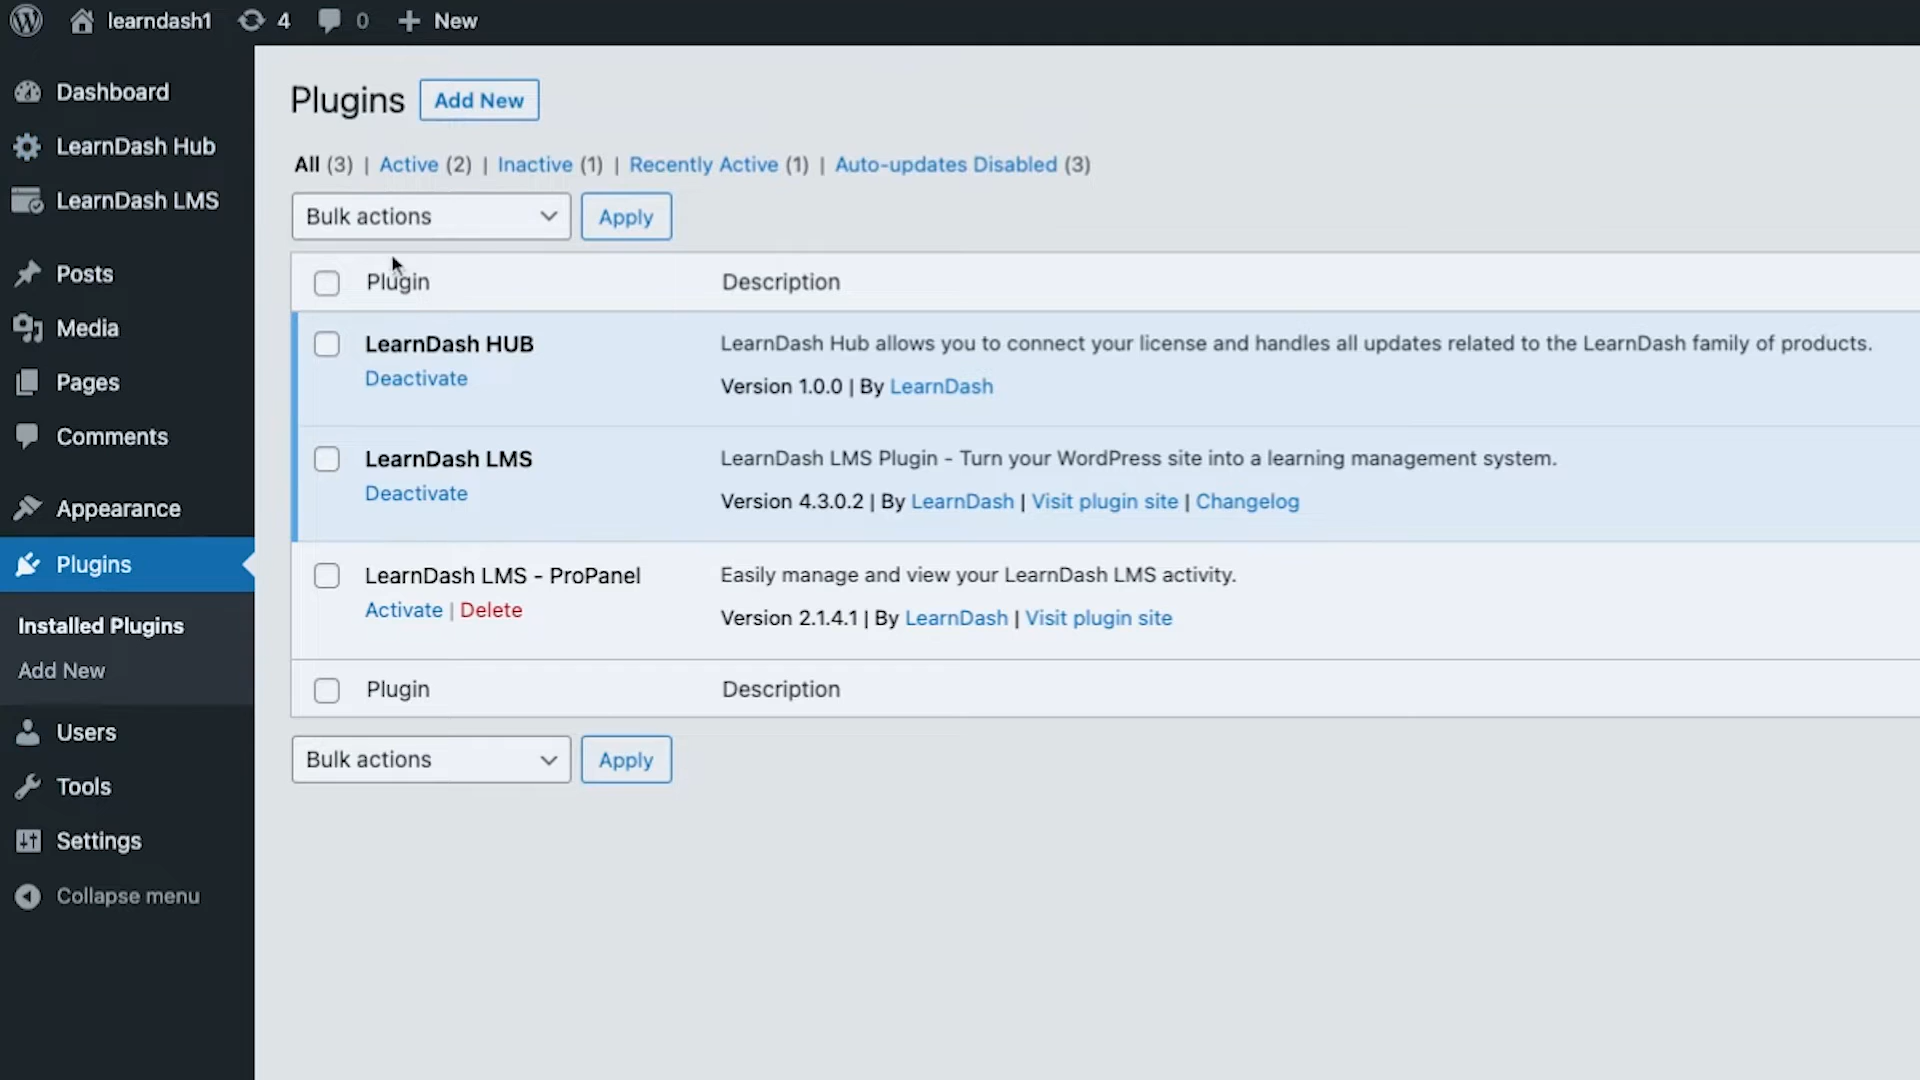 learndash1 4 0 New
Dashboard
LearnDash Hub
LearnDash LMS
Posts
Media
Pages
Comments
Appearance
Plugins
Installed Plugins
Add New
Users
Tools
Settings
Collapse menu
Plugins Add New
All (3) | Active (2) | Inactive (1) | Recently Active (1) | Auto-updates Disabled (3)
Bulk actions Apply
Plugin Description
LearnDash HUB LearnDash Hub allows you to connect your license and handles all updates related to the LearnDash family of products.
Deactivate Version 1.0.0 | By LearnDash
LearnDash LMS LearnDash LMS Plugin - Turn your WordPress site into a learning management system.
Deactivate Version 4.3.0.2 | By LearnDash | Visit plugin site | Changelog
LearnDash LMS - ProPanel Easily manage and view your LearnDash LMS activity.
Activate | Delete Version 2.1.4.1 | By LearnDash | Visit plugin site
Plugin Description
Bulk actions Apply